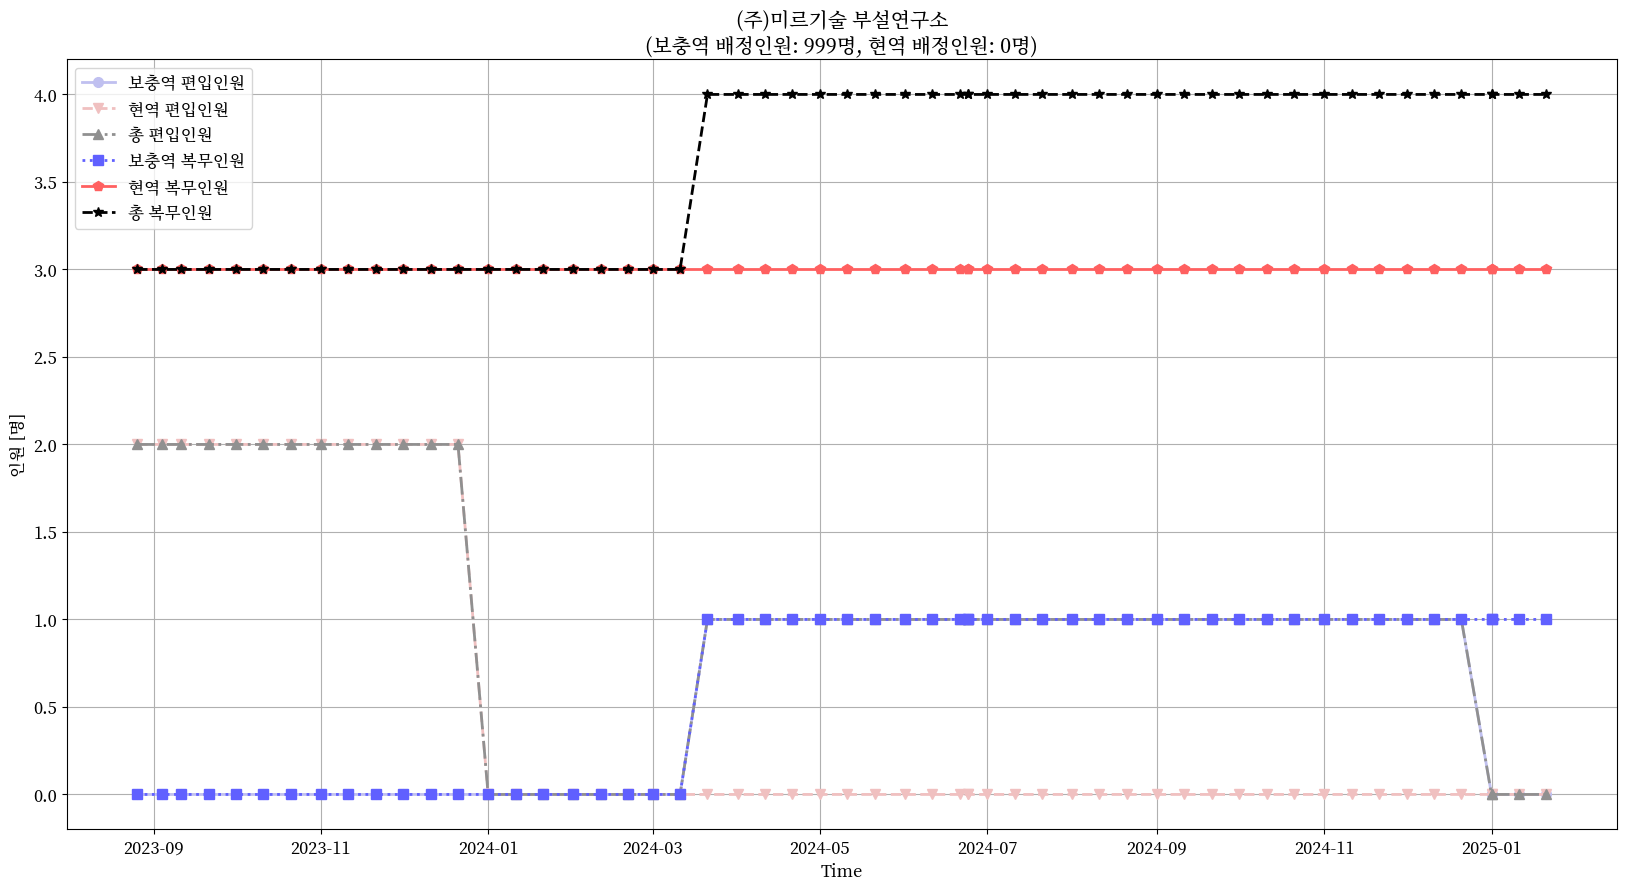 (주)미르기술 부설연구소
(보충역 배정인원: 999명, 현역 배정인원: 0명)
보충역 편입인원
현역 편입인원
총 편입인원
보충역 복무인원
현역 복무인원
총 복무인원
4.0
3.5
3.0
2.5
2.0
1.5
1.0
0.5
0.0
인원 [명]
2023-09 2023-11 2024-01 2024-03 2024-05 2024-07 2024-09 2024-11 2025-01
Time